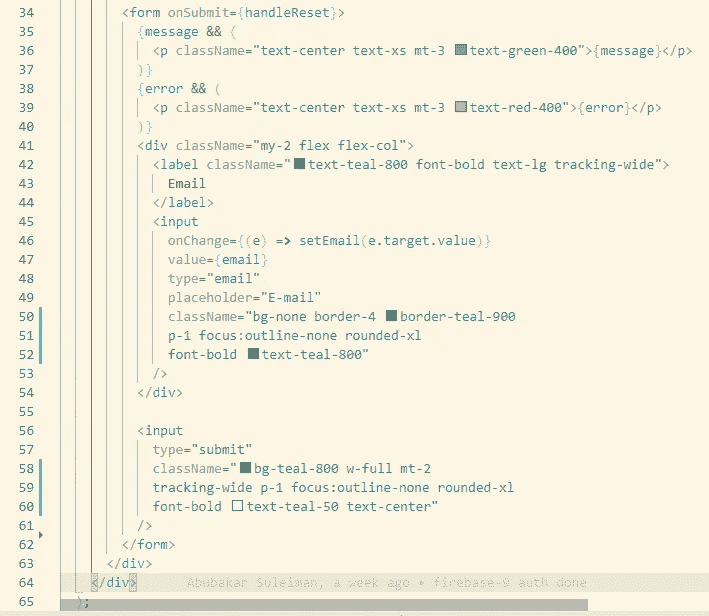 34 <form onSubmit={handleReset}>
35 {message && (
36 <p className="text-center text-xs mt-3 text-green-400">{message}</p>
37 )}
38 {error && (
39 <p className="text-center text-xs mt-3 text-red-400">{error}</p>
40 )}
41 <div className="my-2 flex flex-col">
42 <label className="text-teal-800 font-bold text-lg tracking-wide">
43 Email
44 </label>
45 <input
46 onChange={(e) => setEmail(e.target.value)}
47 value={email}
48 type="email"
49 placeholder="E-mail"
50 className="bg-none border-4 border-teal-900
51 p-1 focus:outline-none rounded-xl
52 font-bold text-teal-800"
53 />
54 </div>
55
56 <input
57 type="submit"
58 className="bg-teal-800 w-full mt-2
59 tracking-wide p-1 focus:outline-none rounded-xl
60 font-bold text-teal-50 text-center"
61 />
62 </form>
63 </div>
64 </div> Abubakar Suleiman, a week ago • firebase-9 auth done
65 );